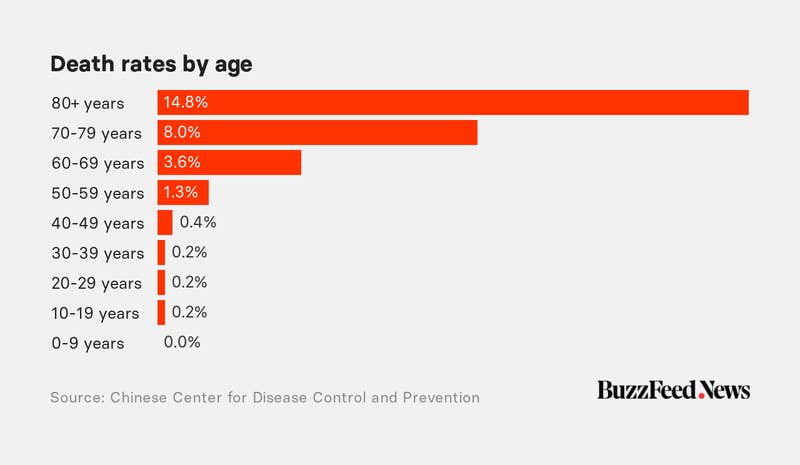 Death rates by age
80+ years 14.8%
70-79 years 8.0%
60-69 years 3.6%
50-59 years 1.3%
40-49 years 0.4%
30-39 years 0.2%
20-29 years 0.2%
10-19 years 0.2%
0-9 years 0.0%
Source: Chinese Center for Disease Control and Prevention
BuzzFeed.News